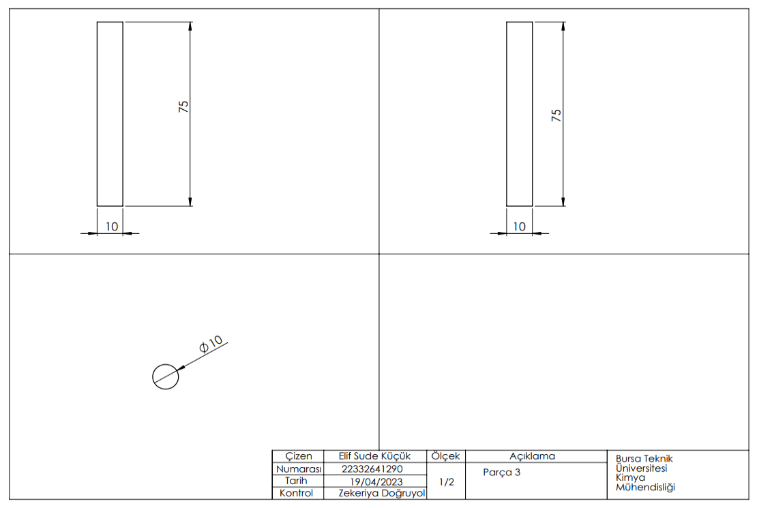 75
10
75
10
Ø10
Çizen Elif Sude Küçük Ölçek Açıklama
Numarası 22332641290 1/2 Parça 3
Tarih 19/04/2023
Kontrol Zekeriya Doğruyol
Bursa Teknik
Üniversitesi
Kimya
Mühendisliği